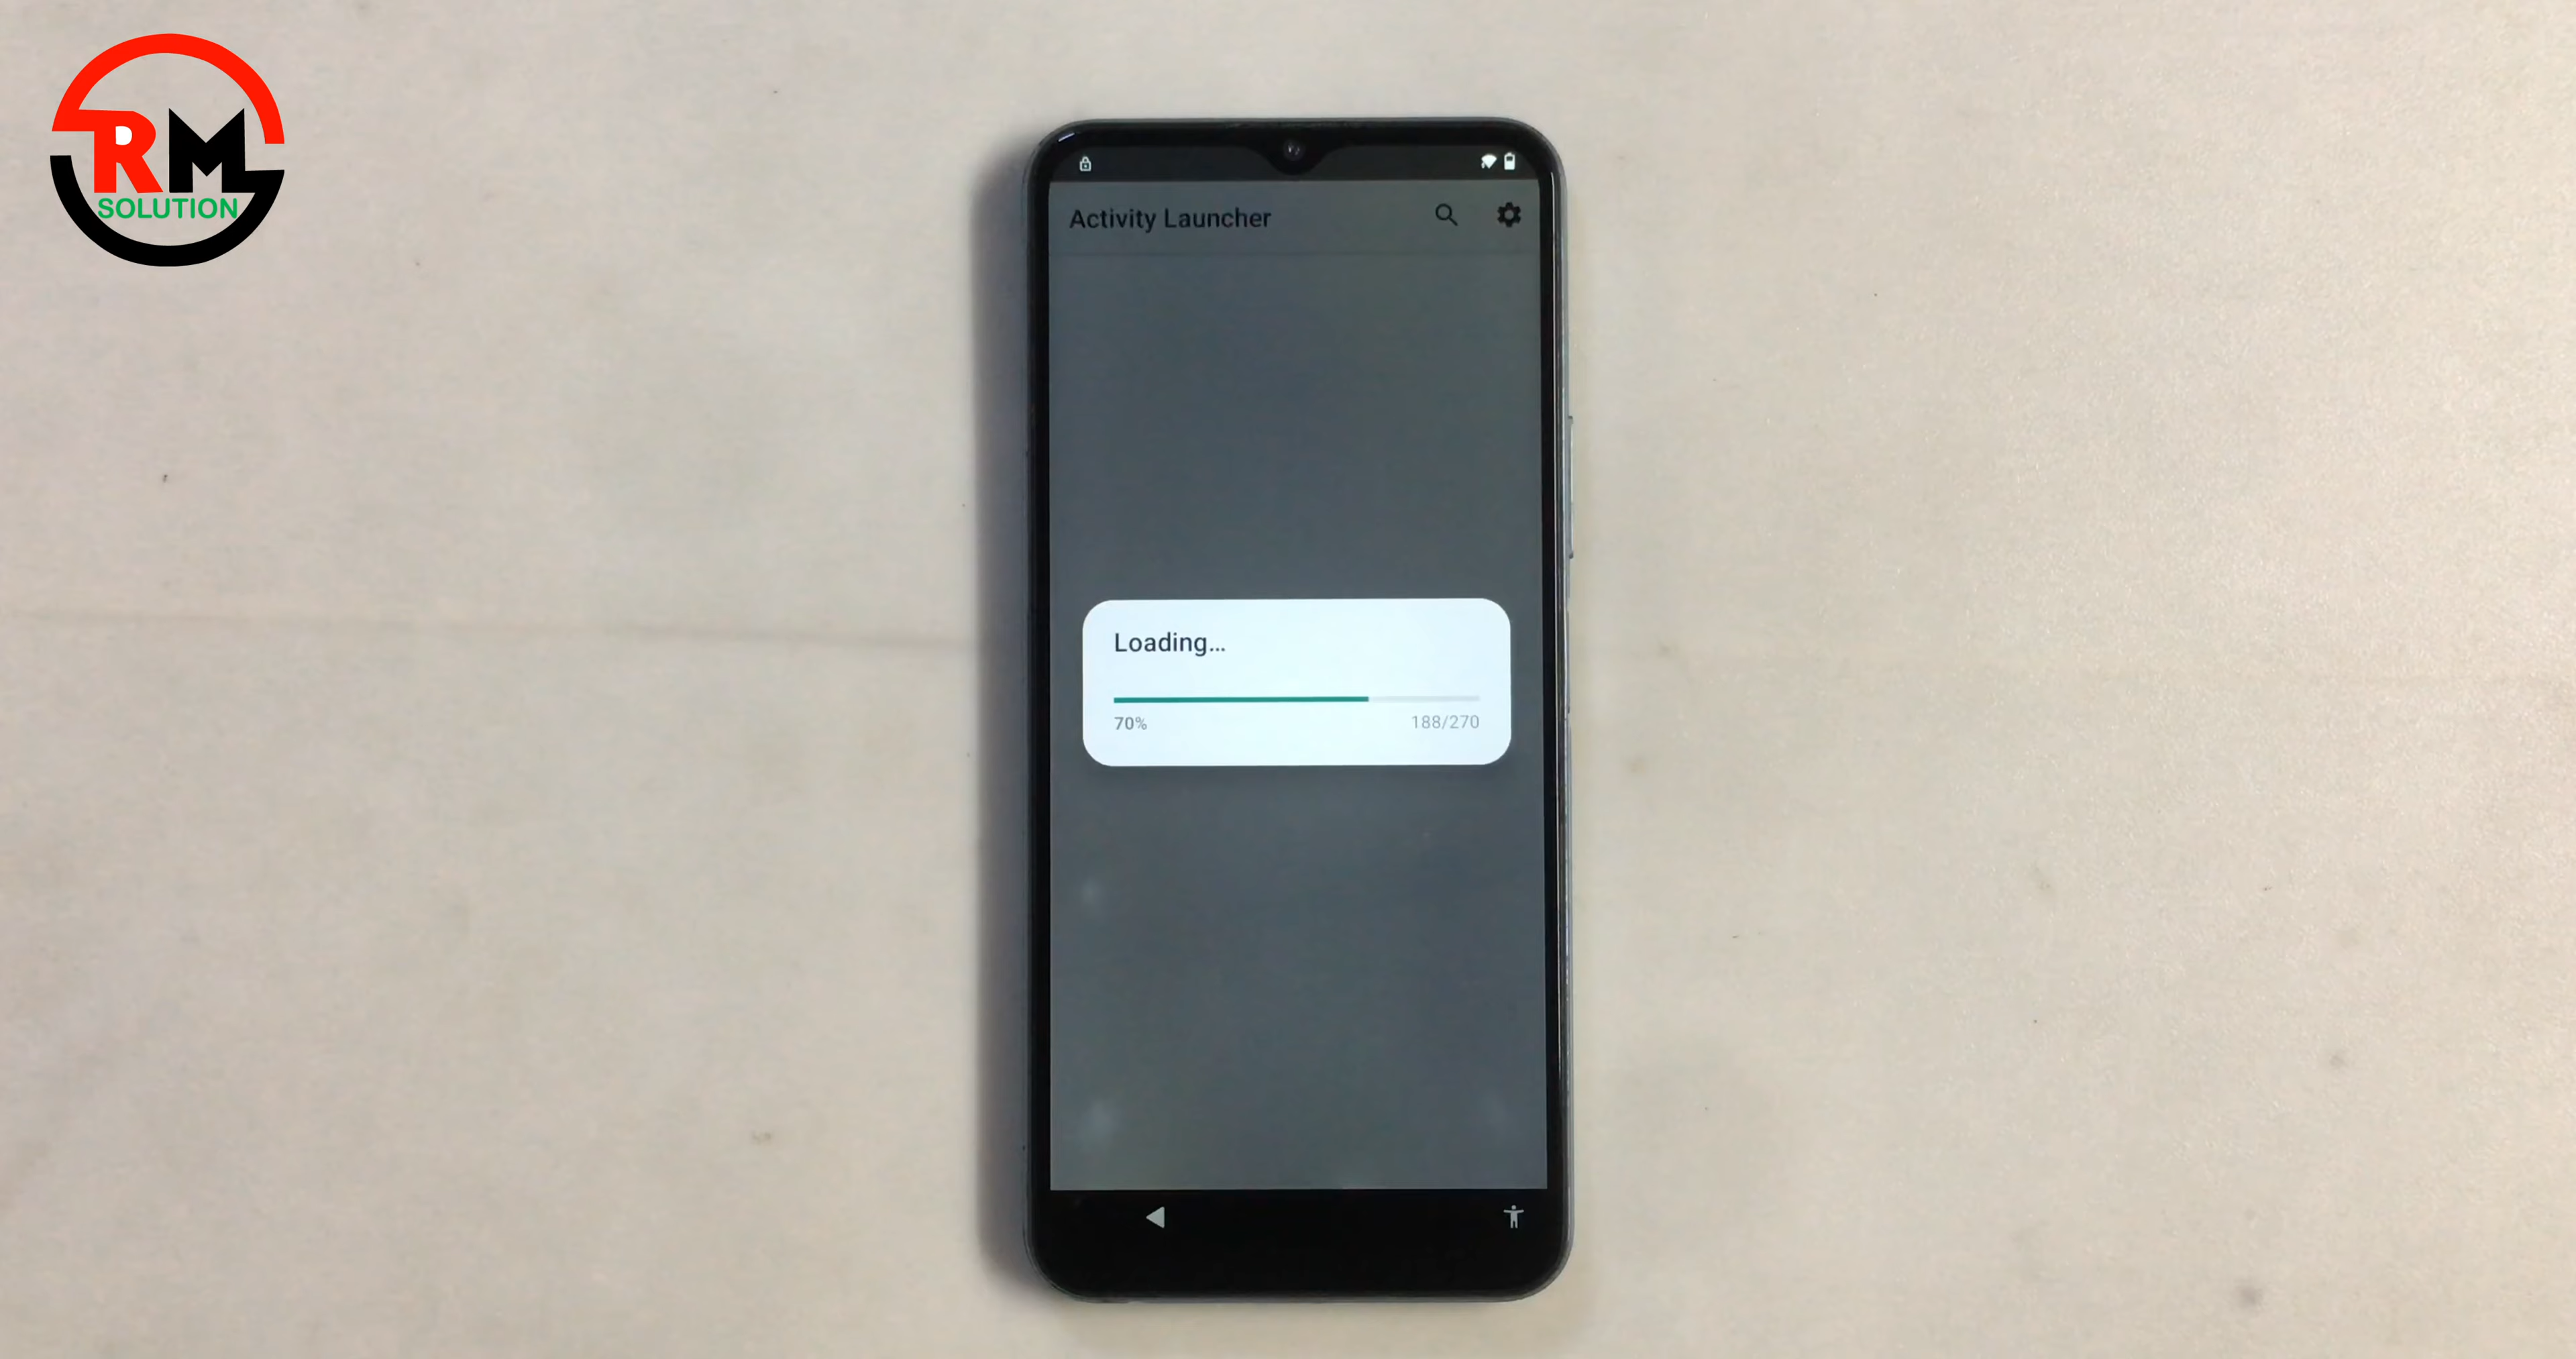 RM
SOLUTION
Activity Launcher
Loading...
70%
188/270